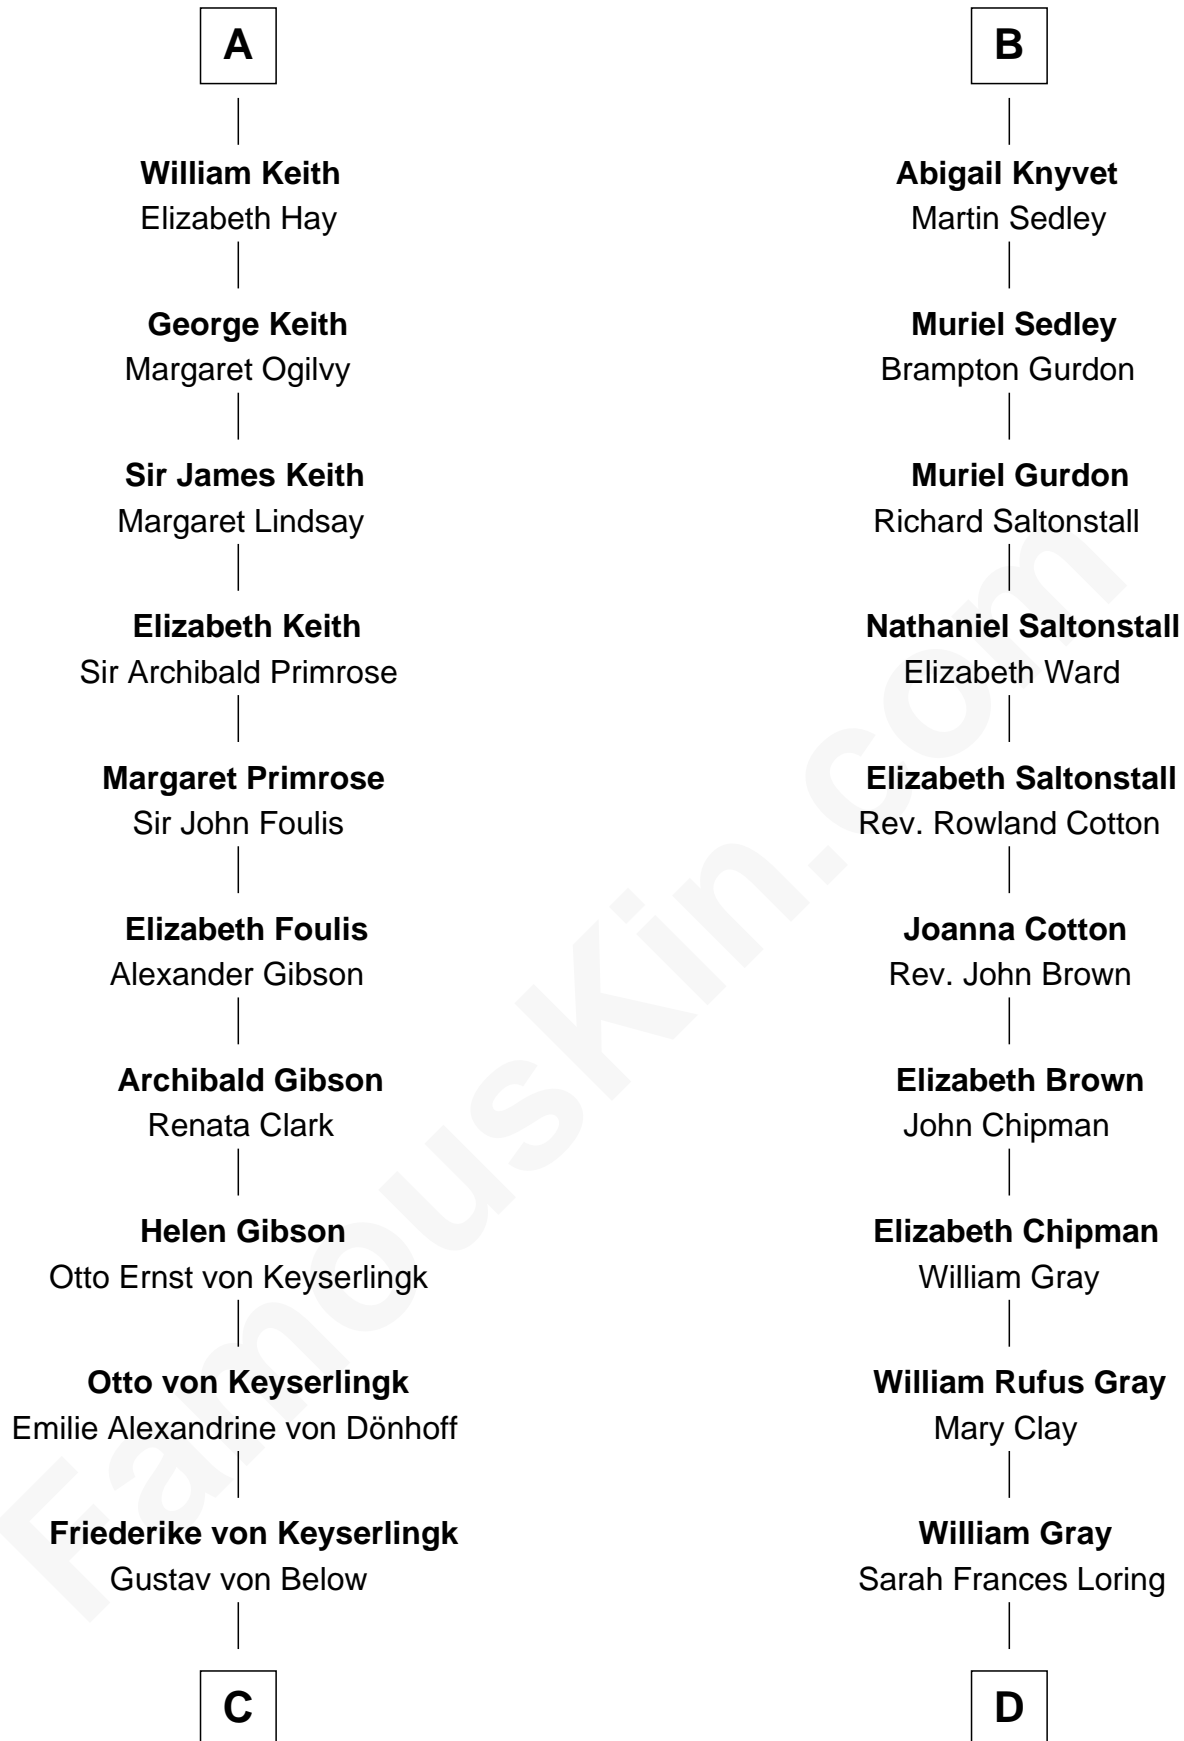 A
William Keith
Elizabeth Hay
George Keith
Margaret Ogilvy
Sir James Keith
Margaret Lindsay
Elizabeth Keith
Sir Archibald Primrose
Margaret Primrose
Sir John Foulis
Elizabeth Foulis
Alexander Gibson
Archibald Gibson
Renata Clark
Helen Gibson
Otto Ernst von Keyserlingk
Otto von Keyserlingk
Emilie Alexandrine von Dönhoff
Friederike von Keyserlingk
Gustav von Below
C
B
Abigail Knyvet
Martin Sedley
Muriel Sedley
Brampton Gurdon
Muriel Gurdon
Richard Saltonstall
Nathaniel Saltonstall
Elizabeth Ward
Elizabeth Saltonstall
Rev. Rowland Cotton
Joanna Cotton
Rev. John Brown
Elizabeth Brown
John Chipman
Elizabeth Chipman
William Gray
William Rufus Gray
Mary Clay
William Gray
Sarah Frances Loring
D
FamousKin.com